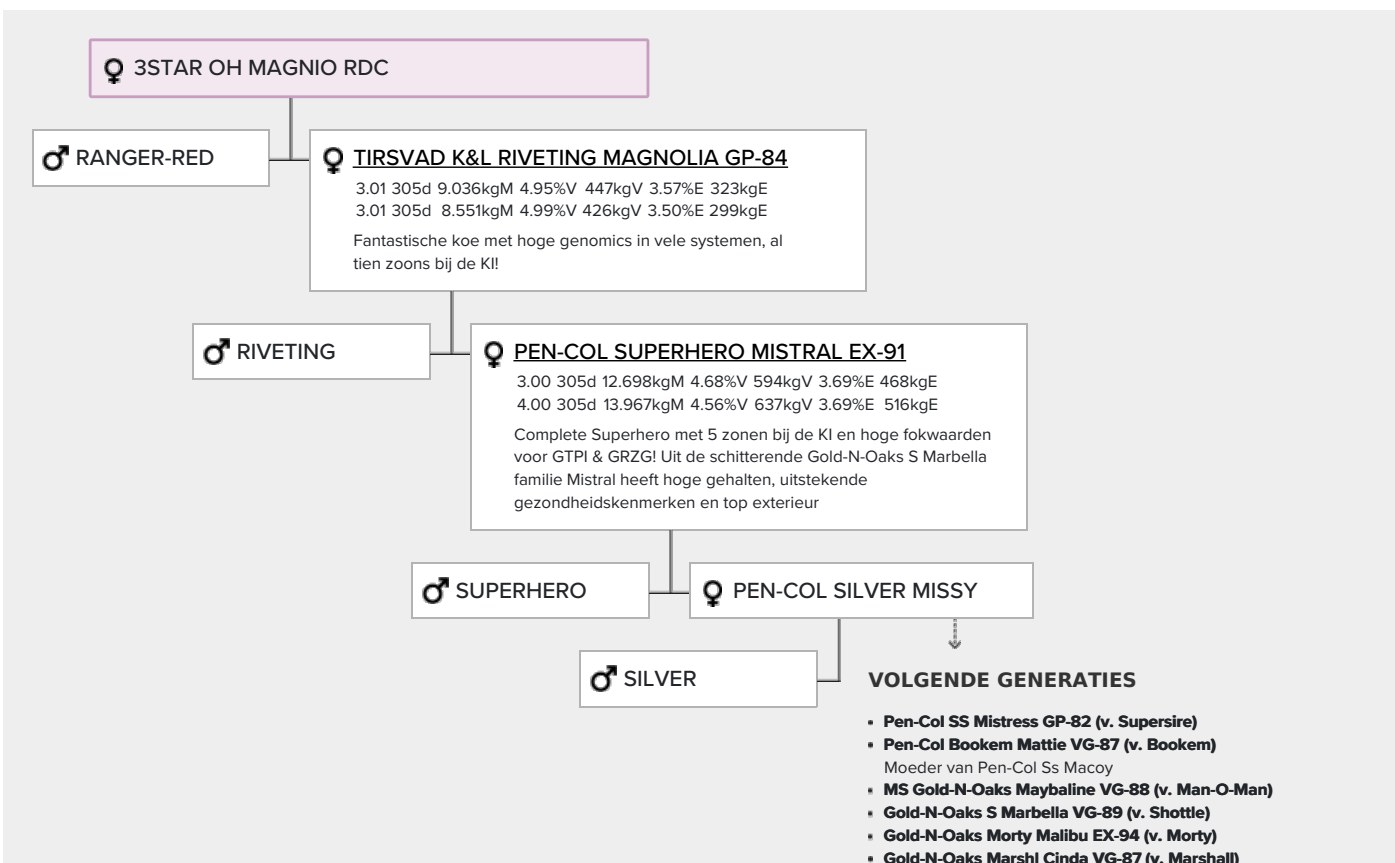 3STAR OH MAGNIO RDC
RANGER-RED
TIRSVAD K&L RIVETING MAGNOLIA GP-84
3.01 305d 9.036kgM 4.95%V 447kgV 3.57%E 323kgE
3.01 305d 8.551kgM 4.99%V 426kgV 3.50%E 299kgE
Fantastische koe met hoge genomics in vele systemen, al
tien zoons bij de KI!
RIVETING
PEN-COL SUPERHERO MISTRAL EX-91
3.00 305d 12.698kgM 4.68%V 594kgV 3.69%E 468kgE
4.00 305d 13.967kgM 4.56%V 637kgV 3.69%E 516kgE
Complete Superhero met 5 zonen bij de KI en hoge fokwaarden
voor GTPI & GRZG! Uit de schitterende Gold-N-Oaks S Marbella
familie Mistral heeft hoge gehalten, uitstekende
gezondheidskenmerken en top exterieur
SUPERHERO
PEN-COL SILVER MISSY
SILVER
VOLGENDE GENERATIES
Pen-Col SS Mistress GP-82 (v. Supersire)
Pen-Col Bookem Mattie VG-87 (v. Bookem)
Moeder van Pen-Col Ss Macoy
MS Gold-N-Oaks Maybaline VG-88 (v. Man-O-Man)
Gold-N-Oaks S Marbella VG-89 (v. Shottle)
Gold-N-Oaks Morty Malibu EX-94 (v. Morty)
Gold-N-Oaks Marshl Cinda VG-87 (v. Marshall)